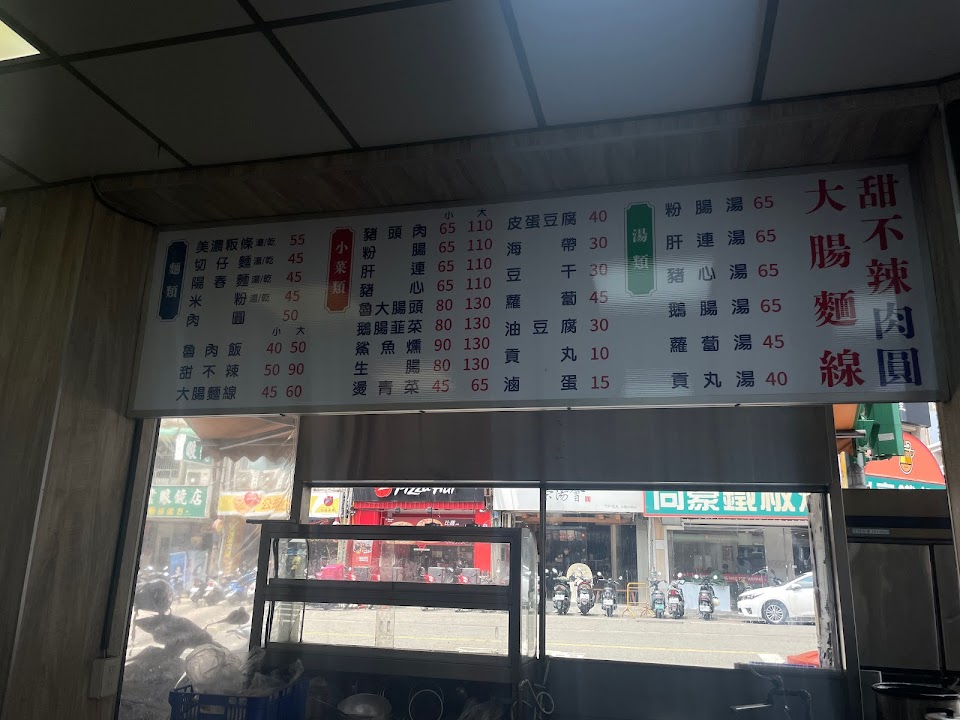 麵類
美濃粄條湯/乾 55
切仔麵湯/乾 45
陽春麵湯/乾 45
米粉湯/乾 45
肉圓 50
小 大
魯肉飯 40 50
甜不辣 50 90
大腸麵線 45 60
小菜類
小 大
豬頭肉 65 110
粉腸 65 110
肝連 65 110
豬心 65 110
魯大腸頭 80 130
鵝腸韮菜 80 130
鯊魚燻 90 130
生腸 80 130
燙青菜 45 65
皮蛋豆腐 40
海帶 30
豆干 30
蘿蔔 45
油豆腐 30
貢丸 10
滷蛋 15
湯類
粉腸湯 65
肝連湯 65
豬心湯 65
鵝腸湯 65
蘿蔔湯 45
貢丸湯 40
甜不辣肉圓
大腸麵線
眼鏡店
Pizza Hut